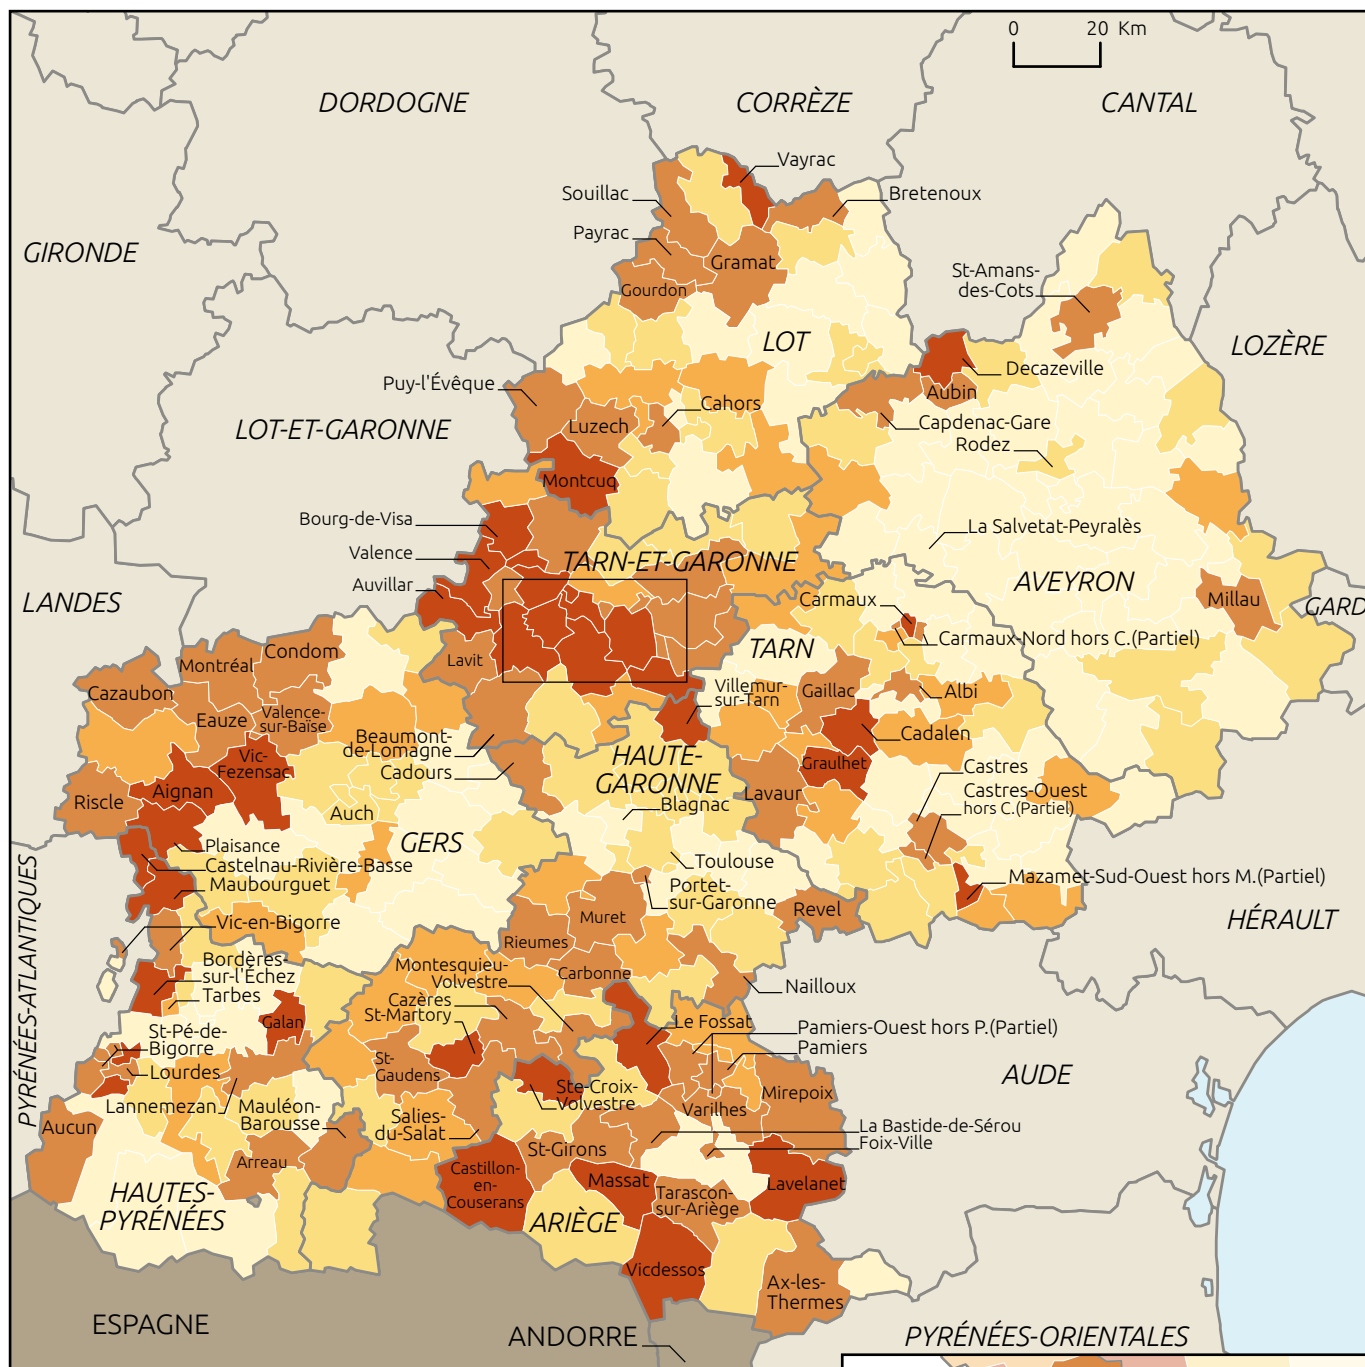 0 20 Km
DORDOGNE
CORRÈZE
CANTAL
Vayrac
Souillac
Bretenoux
Payrac
GIRONDE
Gramat
St-Amans-
des-Cots
Gourdon
LOT
LOZÈRE
Decazeville
Puy-l'Évêque
Aubin
Cahors
LOT-ET-GARONNE
Luzech
Capdenac-Gare
Rodez
Montcuq
Bourg-de-Visa
La Salvetat-Peyralès
Valence
TARN-ET-GARONNE
Auvillar
AVEYRON
LANDES
Carmaux
Millau
GARD
Carmaux-Nord hors C.(Partiel)
Condom
TARN
Montréal
Lavit
Cazaubon
Villemur-
sur-Tarn
Gaillac
Albi
Eauze
Valence-
sur-Baïse
Beaumont-
de-Lomagne
Cadalen
Vic-
Fezensac
HAUTE-
GARONNE
Cadours
Graulhet
Castres
Riscle
Aignan
Lavaur
Castres-Ouest
hors C.(Partiel)
Auch
Blagnac
GERS
Plaisance
Toulouse
Castelnau-Rivière-Basse
Maubourguet
Mazamet-Sud-Ouest hors M.(Partiel)
PYRÉNÉES-ATLANTIQUES
Portet-
sur-Garonne
Muret
Revel
HÉRAULT
Vic-en-Bigorre
Rieumes
Bordères-
sur-l'Echez
Montesquieu-
Volvestre
Carbonne
Nailloux
Tarbes
Cazères
St-Martory
Galan
Le Fossat
Pamiers-Ouest hors P.(Partiel)
St-Pé-de-
Bigorre
Pamiers
St-
Gaudens
Lourdes
AUDE
Ste-Croix-
Volvestre
Mirepoix
Lannemezan
Mauléon-
Barousse
Salies-
du-Salat
Varilhes
Aucun
La Bastide-de-Sérou
Foix-Ville
St-Girons
Arreau
Castillon-
en-
Couserans
Massat
Lavelanet
HAUTES-
PYRÉNÉES
Tarascon-
sur-Ariège
ARIÈGE
Vicdessos
Ax-les-
Thermes
ESPAGNE
ANDORRE
PYRÉNÉES-ORIENTALES